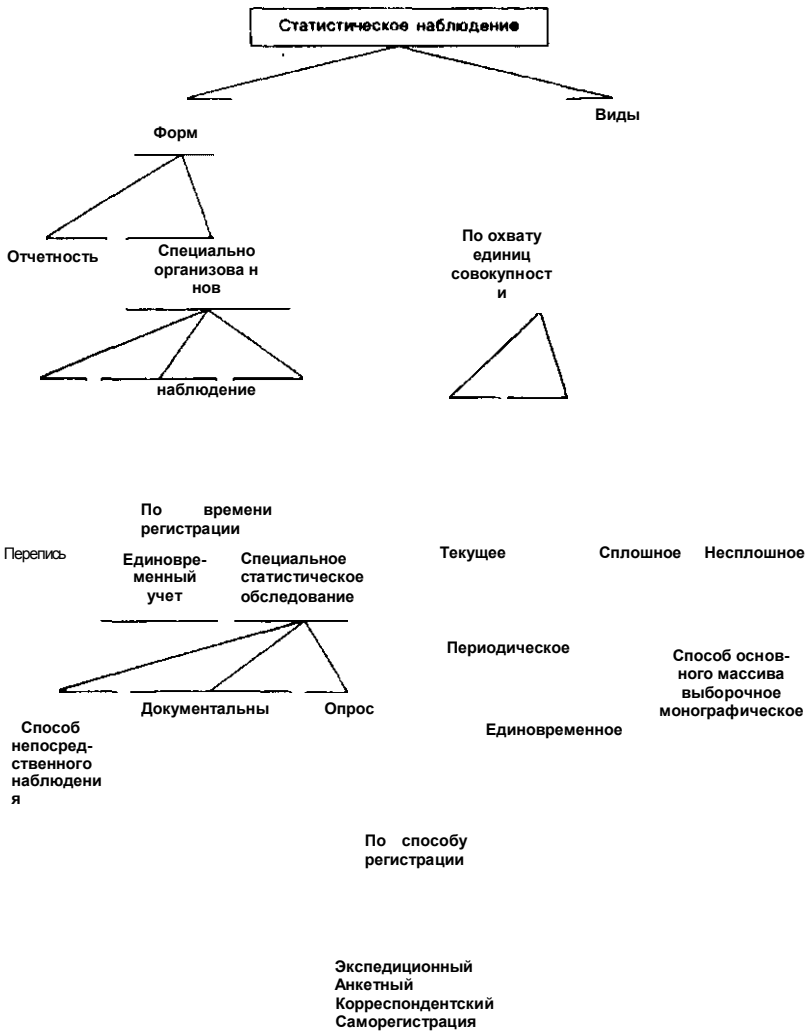 Статистическое наблюдение
Виды
Форм
Отчетность
Специально
организова н
нов
По охвату
единиц
совокупност
и
наблюдение
По времени
регистрации
Перепись
Единовре-
менный
учет
Специальное
статистическое
обследование
Текущее
Сплошное
Несплошное
Периодическое
Способ основ-
ного массива
выборочное
монографическое
Документальны
Опрос
Единовременное
Способ
непосред-
ственного
наблюдени
я
По способу
регистрации
Экспедиционный
Анкетный
Корреспондентский
Саморегистрация